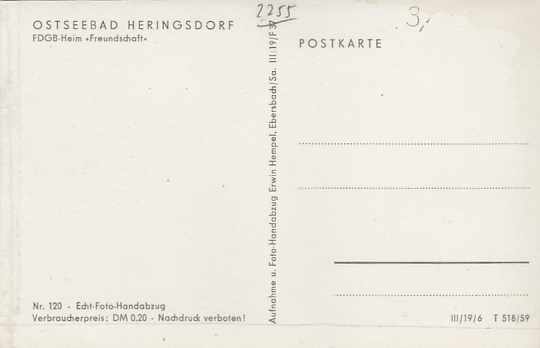 OSTSEEBAD HERINGSDORF
FDGB-Heim »Freundschaft«
2255
3,-
POSTKARTE
Aufnahme u. Foto-Handabzug Erwin Hempel, Ebersbach/Sa. III/19/F 37
Nr. 120 - Echt-Foto-Handabzug
Verbraucherpreis: DM 0,20 - Nachdruck verboten!
III/19/6 T 518/59